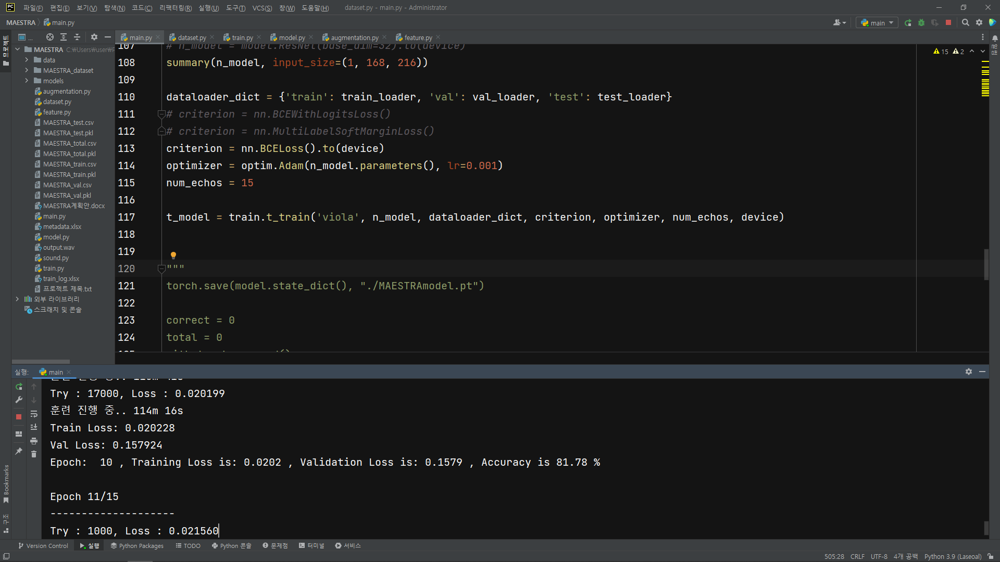 PC 파일(F) 편집(E) 보기(V) 탐색(N) 코드(C) 리팩터링(R) 실행(U) 도구(T) VCS(S) 창(W) 도움말(H) dataset.py - main.py - Administrator
MAESTRA main.py
main
프로젝트
...
main.py dataset.py train.py model.py augmentation.py feature.py
알림
MAESTRA C:\Users\user\P
data
MAESTRA_dataset
models
augmentation.py
dataset.py
feature.py
MAESTRA_test.csv
MAESTRA_test.pkl
MAESTRA_total.csv
MAESTRA_total.pkl
MAESTRA_train.csv
MAESTRA_train.pkl
MAESTRA_val.csv
MAESTRA_val.pkl
MAESTRA계획안.docx
main.py
metadata.xlsx
model.py
output.wav
sound.py
train.py
train_log.xlsx
프로젝트 제목.txt
외부 라이브러리
스크래치 및 콘솔
15 2
107 # n_model = model.ResNet(base_dim=32).to(device)
108 summary(n_model, input_size=(1, 168, 216))
109
110 dataloader_dict = {'train': train_loader, 'val': val_loader, 'test': test_loader}
111 # criterion = nn.BCEWithLogitsLoss()
112 # criterion = nn.MultiLabelSoftMarginLoss()
113 criterion = nn.BCELoss().to(device)
114 optimizer = optim.Adam(n_model.parameters(), lr=0.001)
115 num_echos = 15
116
117 t_model = train.t_train('viola', n_model, dataloader_dict, criterion, optimizer, num_echos, device)
118
119
120 """
121 torch.save(model.state_dict(), "./MAESTRAmodel.pt")
122
123 correct = 0
124 total = 0
실행: main
Try : 17000, Loss : 0.020199
훈련 진행 중.. 114m 16s
Train Loss: 0.020228
Val Loss: 0.157924
Epoch:  10 , Training Loss is: 0.0202 , Validation Loss is: 0.1579 , Accuracy is 81.78 %
Epoch 11/15
--------------------
Try : 1000, Loss : 0.021560
Bookmarks
구조
Version Control 실행 Python Packages TODO Python 콘솔 문제점 터미널 서비스
505:28 CRLF UTF-8 4개 공백 Python 3.9 (Laseoal)